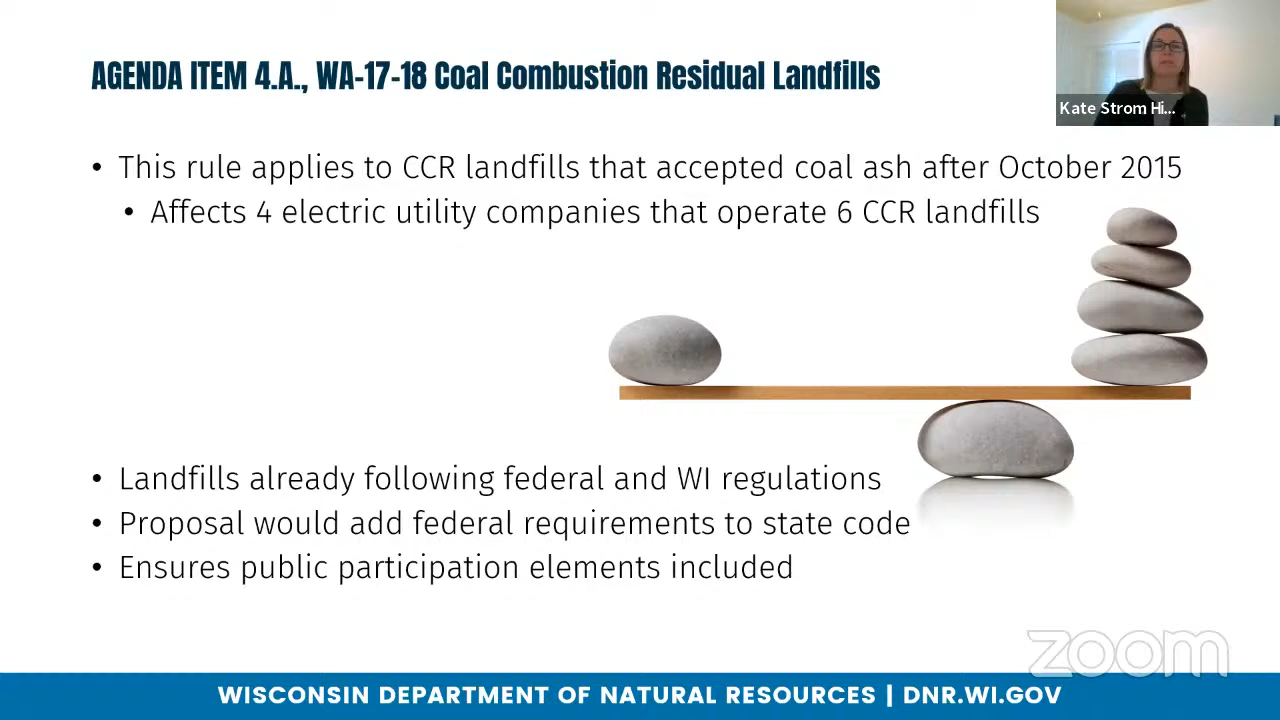 AGENDA ITEM 4.A., WA-17-18 Coal Combustion Residual Landfills
Kate Strom Hi...
• This rule applies to CCR landfills that accepted coal ash after October 2015
• Affects 4 electric utility companies that operate 6 CCR landfills
• Landfills already following federal and WI regulations
• Proposal would add federal requirements to state code
• Ensures public participation elements included
zoom
WISCONSIN DEPARTMENT OF NATURAL RESOURCES | DNR.WI.GOV